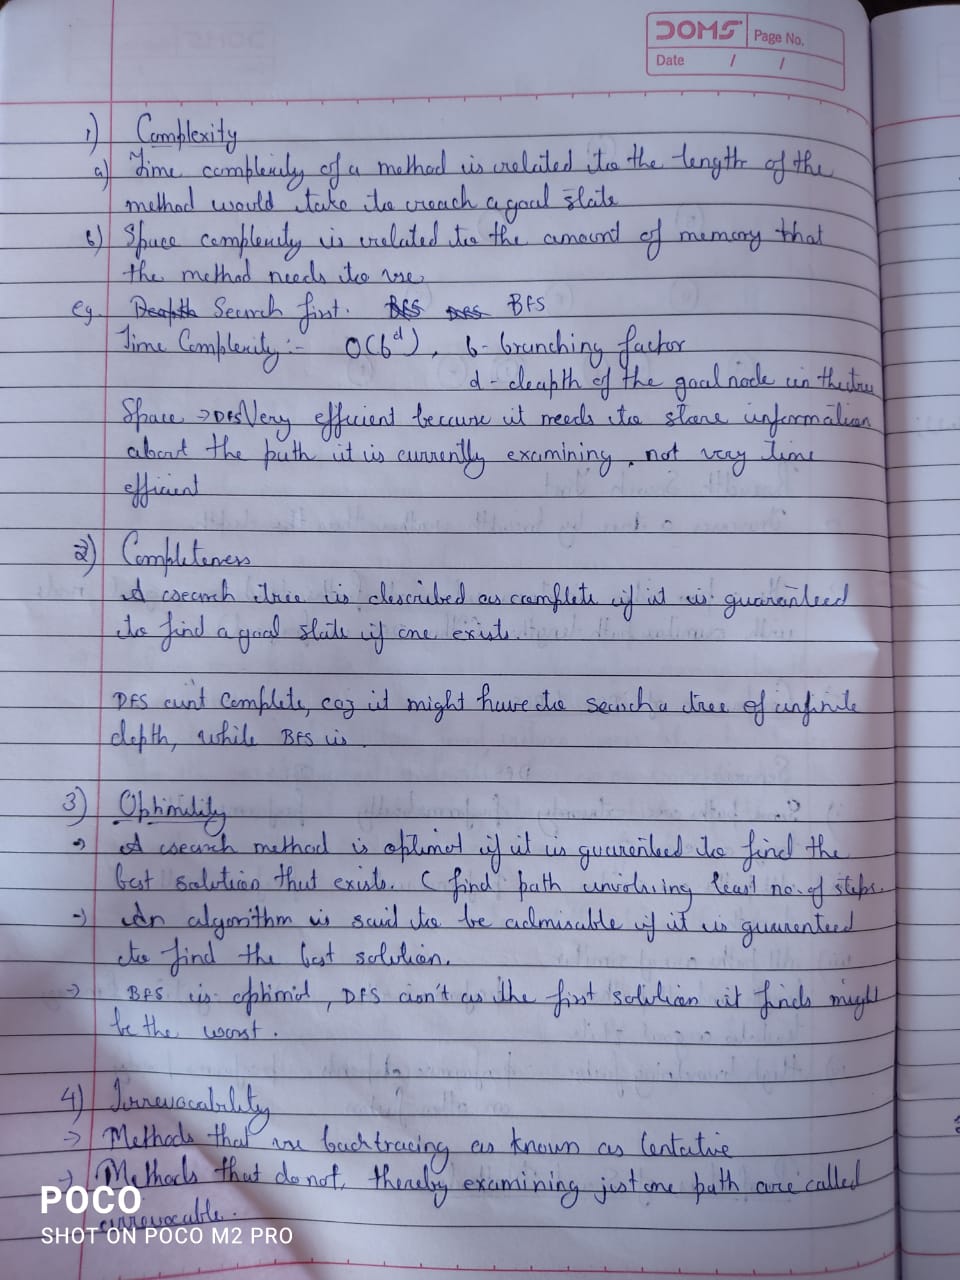 DOMS Page No.
Date / /
1) Complexity
a) Time complexity of a method is related to the length of the
method would take to reach a goal state
b) Space complexity is related to the amount of memory that
the method needs to use
eg. Depth Search first. BFS DFS BFS
Time Complexity :- O(b^d), b - branching factor
d - deapth of the goal node in the tree
Space → DFS Very efficient becuse it needs to store information
about the path it is currently examining, not very time
efficient
2) Completeness
A search tree is described as complete if it is guaranteed
to find a goal state if one exists.
DFS aint complete, coz it might have to search a tree of infinite
depth, while BFS is.
3) Optimility
→ A search method is optimal if it is guaranteed to find the
best solution that exists. ( find path involving least no. of steps.
→ An algorithm is said to be admisable if it is guarenteed
to find the best solution.
→ BFS is optimal, DFS isn't as the first solution it finds might
be the worst.
4) Irrevocability
→ Methods that use backtracing as known as tentative
→ Methods that do not, thereby examining just one path are called
irrevocable.
POCO
SHOT ON POCO M2 PRO